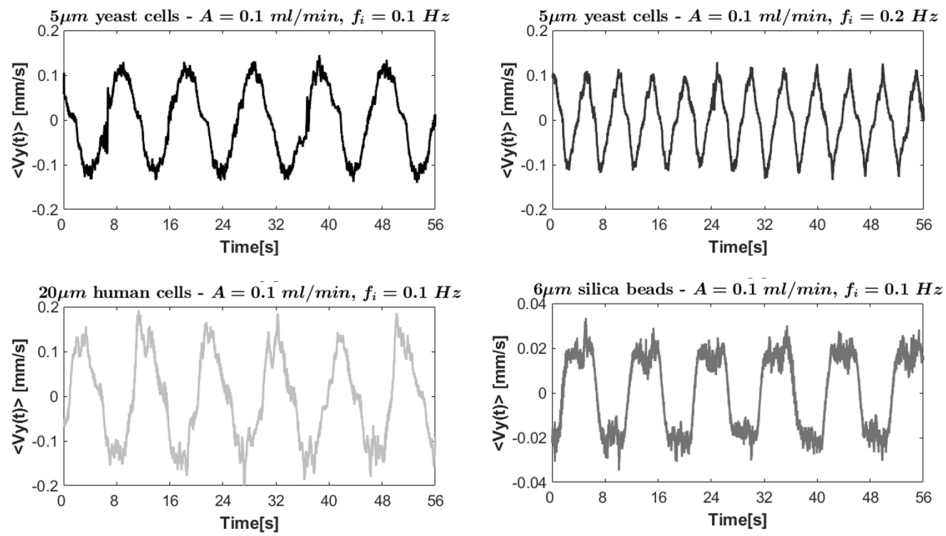 5μm yeast cells - A = 0.1 ml/min, f_i = 0.1 Hz
0.2
0.1
0
-0.1
-0.2
<Vy(t)> [mm/s]
0 8 16 24 32 40 48 56
Time[s]
5μm yeast cells - A = 0.1 ml/min, f_i = 0.2 Hz
0.2
0.1
0
-0.1
-0.2
<Vy(t)> [mm/s]
0 8 16 24 32 40 48 56
Time[s]
20μm human cells - A = 0.1 ml/min, f_i = 0.1 Hz
0.2
0.1
0
-0.1
-0.2
<Vy(t)> [mm/s]
0 8 16 24 32 40 48 56
Time[s]
6μm silica beads - A = 0.1 ml/min, f_i = 0.1 Hz
0.04
0.02
0
-0.02
-0.04
<Vy(t)> [mm/s]
0 8 16 24 32 40 48 56
Time[s]